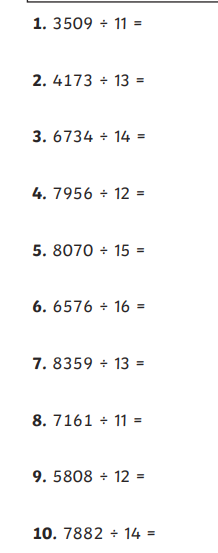 1. 3509 ÷ 11 =
2. 4173 ÷ 13 =
3. 6734 ÷ 14 =
4. 7956 ÷ 12 =
5. 8070 ÷ 15 =
6. 6576 ÷ 16 =
7. 8359 ÷ 13 =
8. 7161 ÷ 11 =
9. 5808 ÷ 12 =
10. 7882 ÷ 14 =